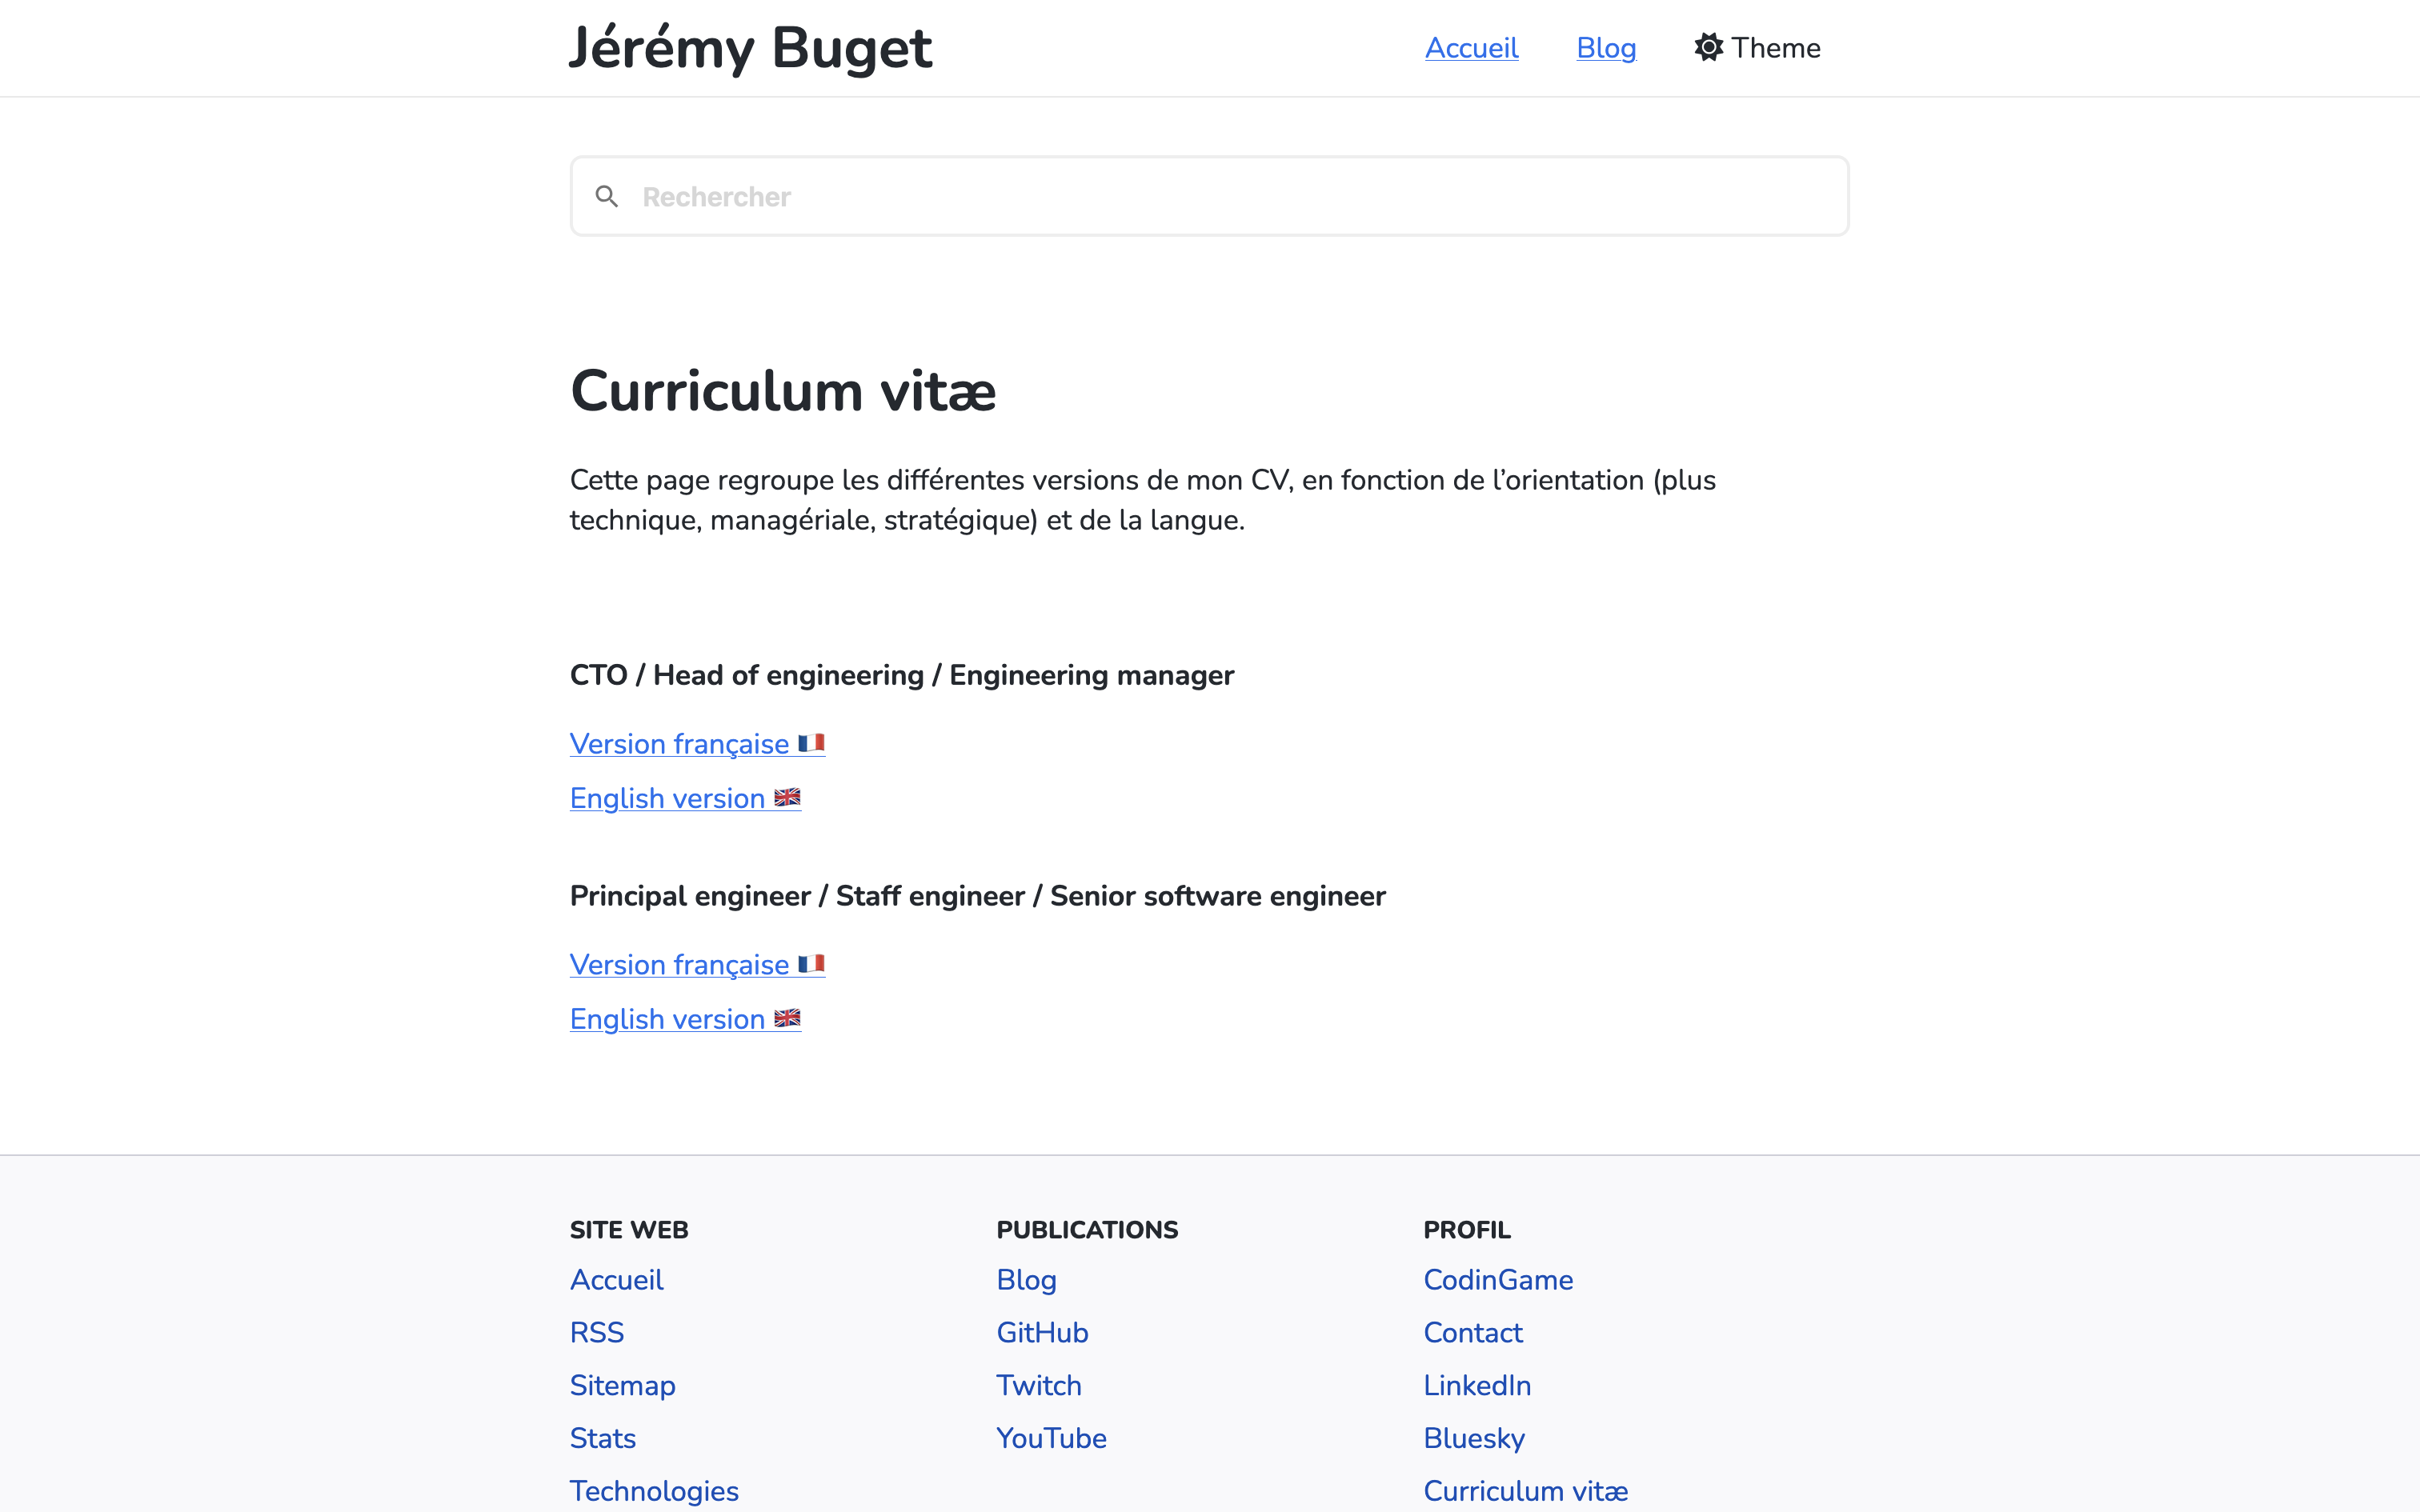 Jérémy Buget
Accueil Blog Theme
Rechercher
Curriculum vitæ
Cette page regroupe les différentes versions de mon CV, en fonction de l’orientation (plus
technique, managériale, stratégique) et de la langue.
CTO / Head of engineering / Engineering manager
Version française 🇫🇷
English version 🇬🇧
Principal engineer / Staff engineer / Senior software engineer
Version française 🇫🇷
English version 🇬🇧
SITE WEB
Accueil
RSS
Sitemap
Stats
Technologies
PUBLICATIONS
Blog
GitHub
Twitch
YouTube
PROFIL
CodinGame
Contact
LinkedIn
Bluesky
Curriculum vitæ